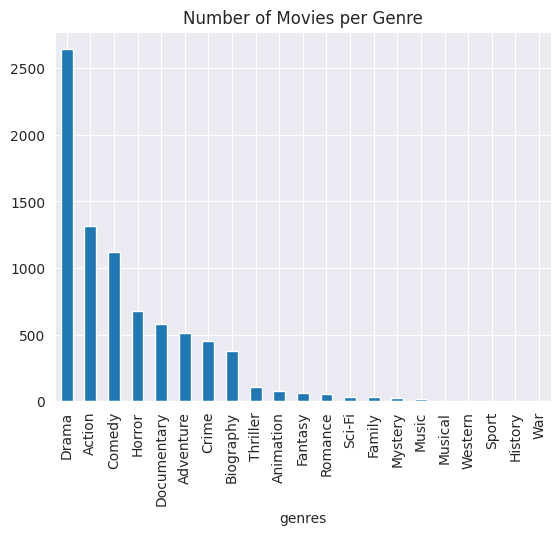 Number of Movies per Genre
2500
2000
1500
1000
500
0
Drama
Action
Comedy
Horror
Documentary
Adventure
Crime
Biography
Thriller
Animation
Fantasy
Romance
Sci-Fi
Family
Mystery
Music
Musical
Western
Sport
History
War
genres